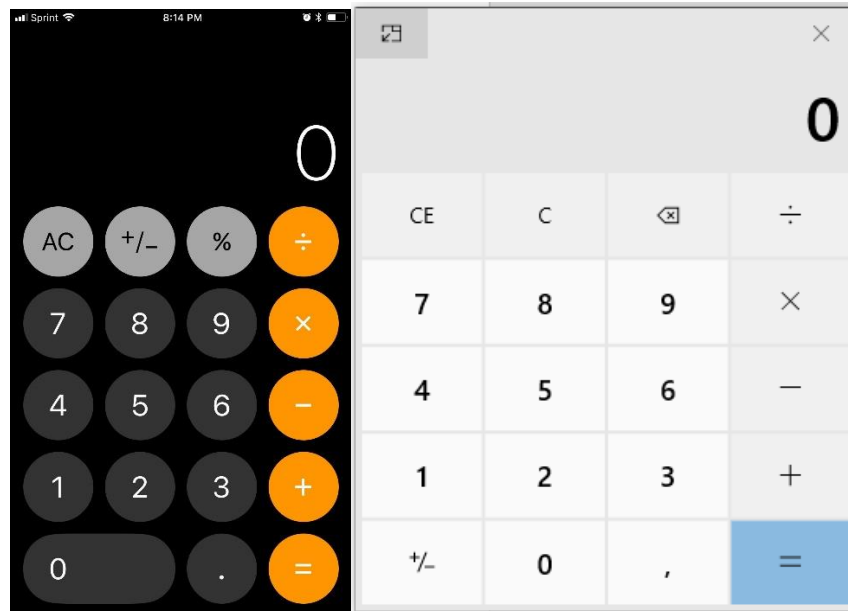 Sprint 8:14 PM
0
AC +/− % ÷
7 8 9 ×
4 5 6 −
1 2 3 +
0 . =
0
CE C ÷
7 8 9 ×
4 5 6 −
1 2 3 +
+/− 0 , =